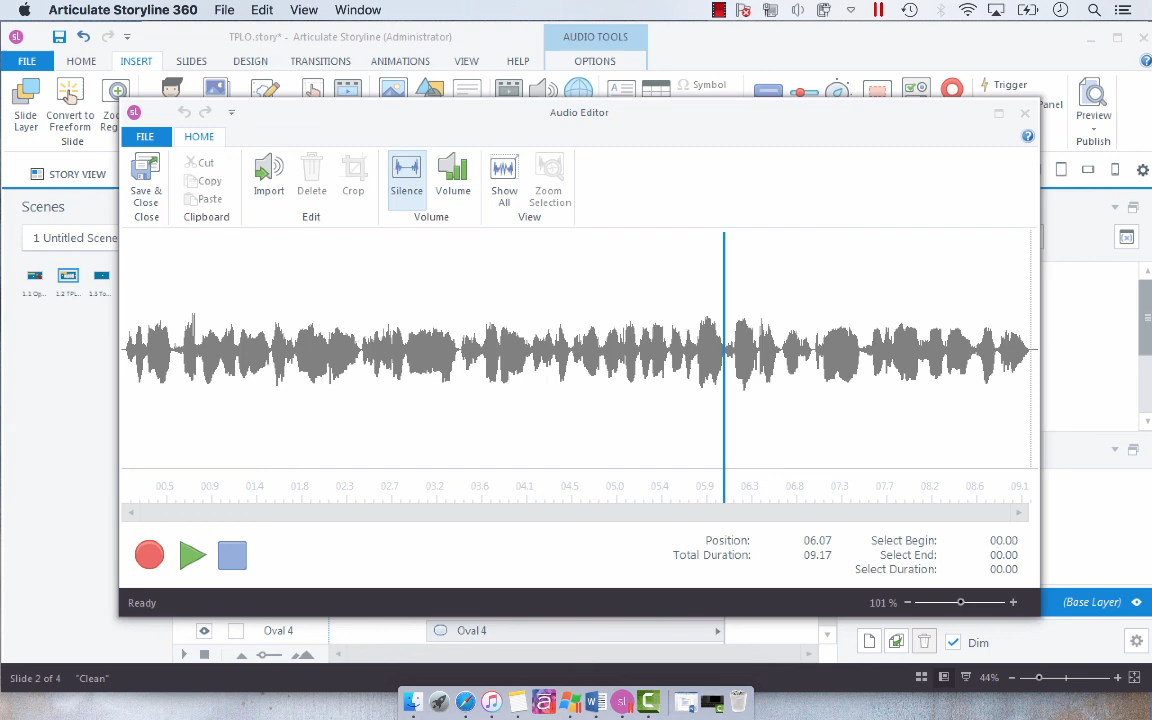 Articulate Storyline 360 File Edit View Window
TPLO.story* - Articulate Storyline (Administrator)
AUDIO TOOLS
FILE HOME INSERT SLIDES DESIGN TRANSITIONS ANIMATIONS VIEW HELP OPTIONS
Symbol
Trigger
Slide Layer
Convert to Freeform
Preview
Slide
Publish
Audio Editor
FILE HOME
STORY VIEW
Save & Close
Cut
Copy
Paste
Import
Delete
Crop
Silence
Volume
Show All
Zoom Selection
Close
Clipboard
Edit
Volume
View
Scenes
1 Untitled Scene
00.5 00.9 01.4 01.8 02.3 02.7 03.2 03.6 04.1 04.5 05.0 05.4 05.9 06.3 06.8 07.3 07.7 08.2 08.6 09.1
Position: 06.07
Total Duration: 09.17
Select Begin: 00.00
Select End: 00.00
Select Duration: 00.00
Ready
101 %
(Base Layer)
Oval 4
Oval 4
Dim
Slide 2 of 4 "Clean"
44%